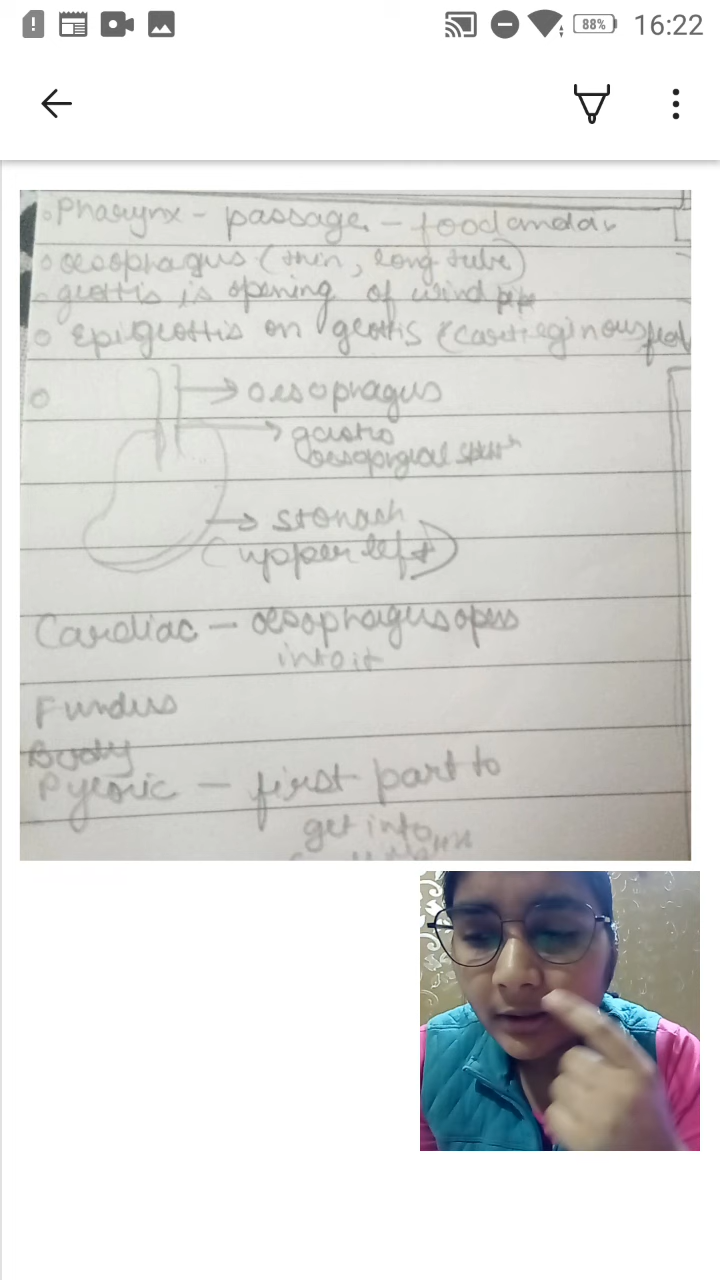 88% 16:22
Pharynx - passage - food and air
oesophagus (thin, long tube)
glottis is opening of wind pipe
Epiglottis on glottis (cartilaginous
→ oesophagus
→ gastro
oesophgial
→ stomach
(upper left)
Cardiac - oesophagus opens
into it
Fundus
Body
Pyloric - first part to
get into